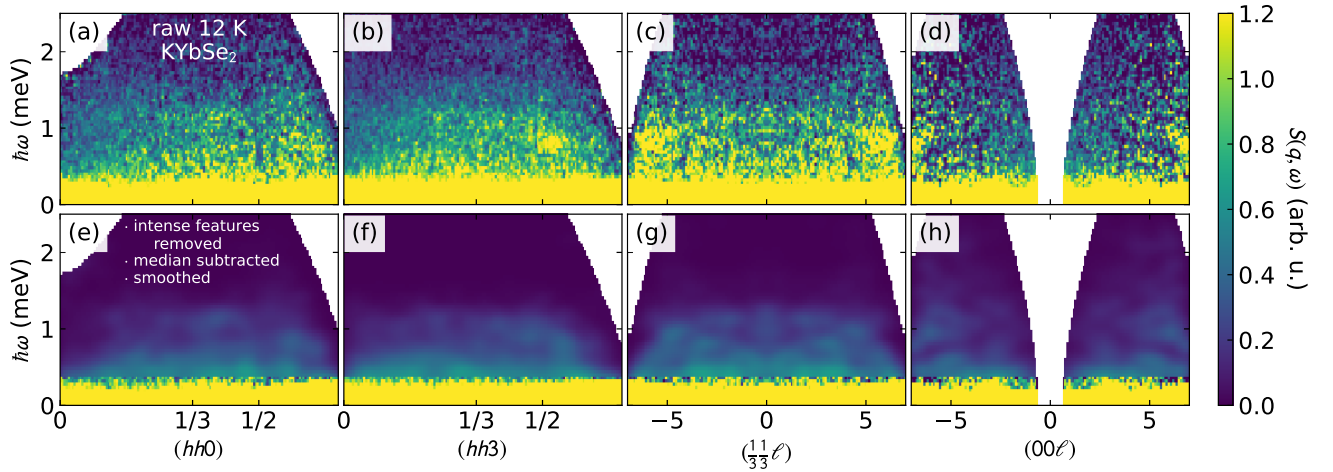 (a) raw 12 K
KYbSe₂
(b)
(c)
(d)
ħω (meV)
2
1
0
(e) · intense features
removed
· median subtracted
· smoothed
(f)
(g)
(h)
ħω (meV)
2
1
0
0 1/3 1/2
(hh0)
0 1/3 1/2
(hh3)
−5 0 5
(1/3 1/3 ℓ)
−5 0 5
(00ℓ)
1.2
1.0
0.8
0.6
0.4
0.2
0.0
S(q, ω) (arb. u.)